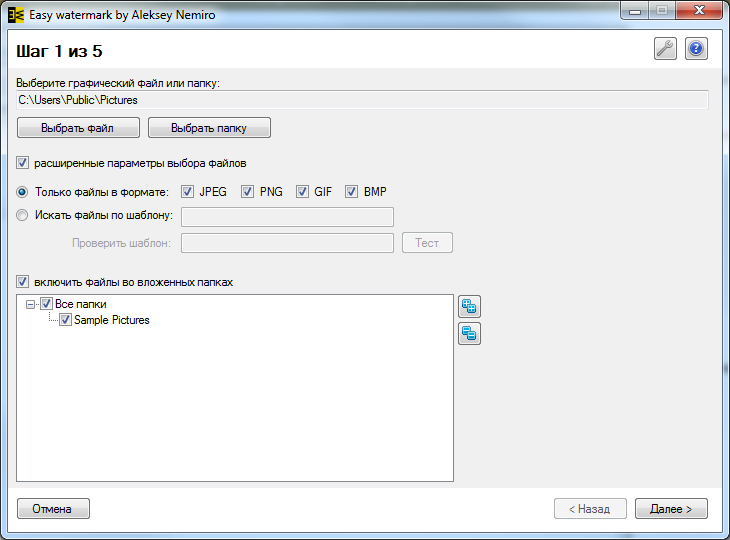 Easy watermark by Aleksey Nemiro
Шаг 1 из 5
Выберите графический файл или папку:
C:\Users\Public\Pictures
Выбрать файл Выбрать папку
расширенные параметры выбора файлов
Только файлы в формате: JPEG PNG GIF BMP
Искать файлы по шаблону:
Проверить шаблон: Тест
включить файлы во вложенных папках
Все папки
Sample Pictures
Отмена < Назад Далее >